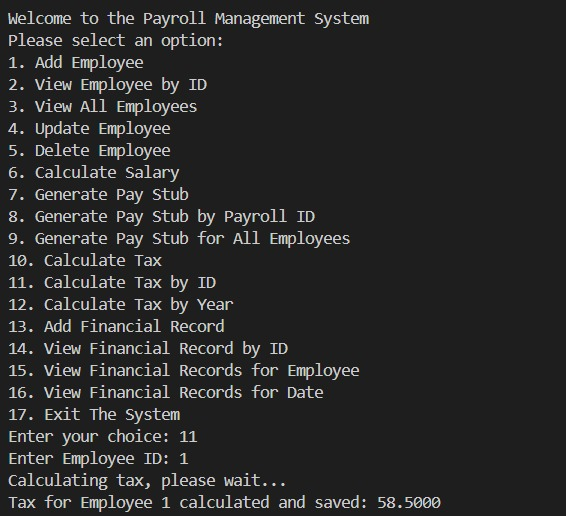 Welcome to the Payroll Management System
Please select an option:
1. Add Employee
2. View Employee by ID
3. View All Employees
4. Update Employee
5. Delete Employee
6. Calculate Salary
7. Generate Pay Stub
8. Generate Pay Stub by Payroll ID
9. Generate Pay Stub for All Employees
10. Calculate Tax
11. Calculate Tax by ID
12. Calculate Tax by Year
13. Add Financial Record
14. View Financial Record by ID
15. View Financial Records for Employee
16. View Financial Records for Date
17. Exit The System
Enter your choice: 11
Enter Employee ID: 1
Calculating tax, please wait...
Tax for Employee 1 calculated and saved: 58.5000